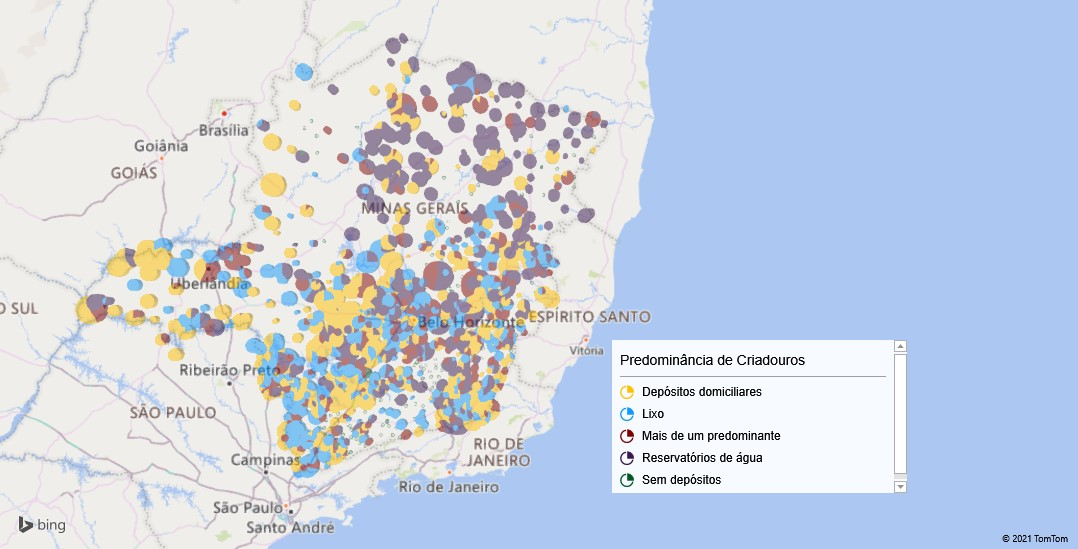 Brasília
Goiânia
GOIÁS
MINAS GERAIS
Uberlândia
O SUL
Belo Horizonte
ESPÍRITO SANTO
Vitória
Ribeirão Preto
SÃO PAULO
RIO DE
JANEIRO
Campinas
Rio de Janeiro
São Paulo
Santo André
Predominância de Criadouros
Depósitos domiciliares
Lixo
Mais de um predominante
Reservatórios de água
Sem depósitos
bing
© 2021 TomTom